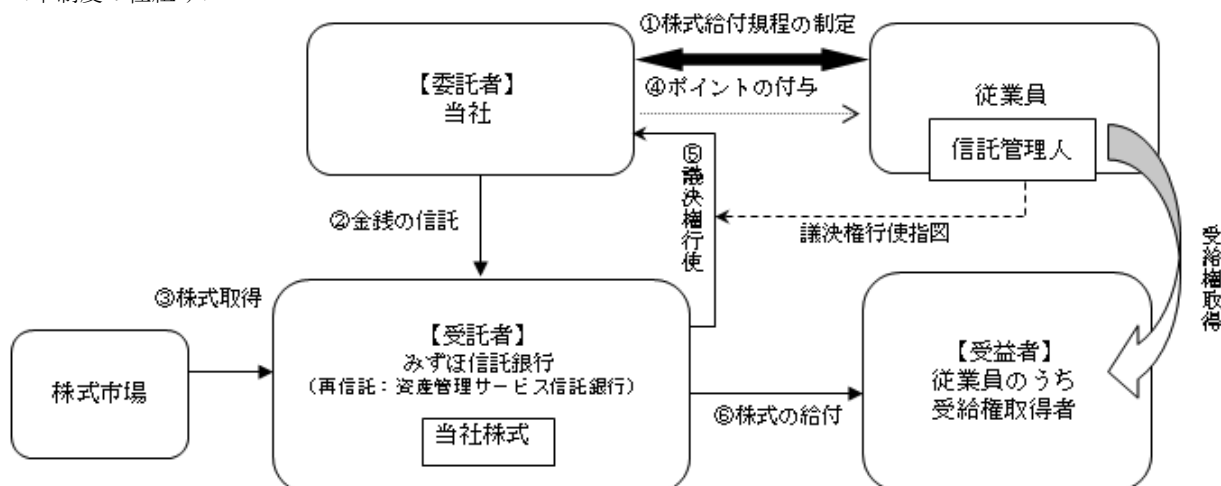 ①株式給付規程の制定
【委託者】
当社
④ポイントの付与
従業員
信託管理人
⑤議決権行使
②金銭の信託
議決権行使指図
受給権取得
③株式取得
株式市場
【受託者】
みずほ信託銀行
（再信託：資産管理サービス信託銀行）
当社株式
⑥株式の給付
【受益者】
従業員のうち
受給権取得者